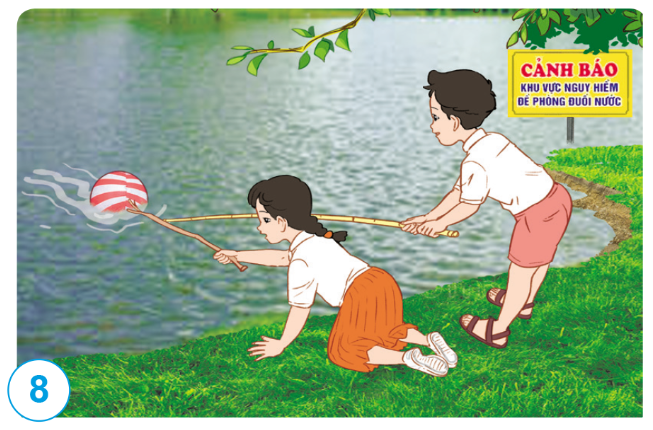 CẢNH BÁO
KHU VỰC NGUY HIỂM
ĐỀ PHÒNG ĐUỐI NƯỚC
8